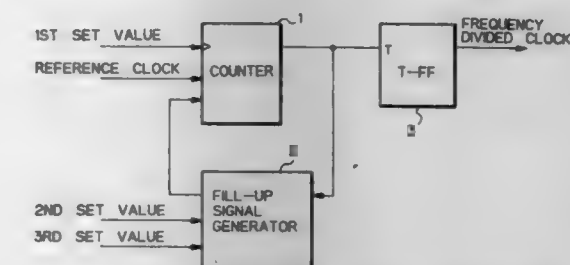 1ST SET VALUE
REFERENCE CLOCK
COUNTER
1
T
T-FF
FREQUENCY
DIVIDED CLOCK
FILL-UP
SIGNAL
GENERATOR
2ND SET VALUE
3RD SET VALUE